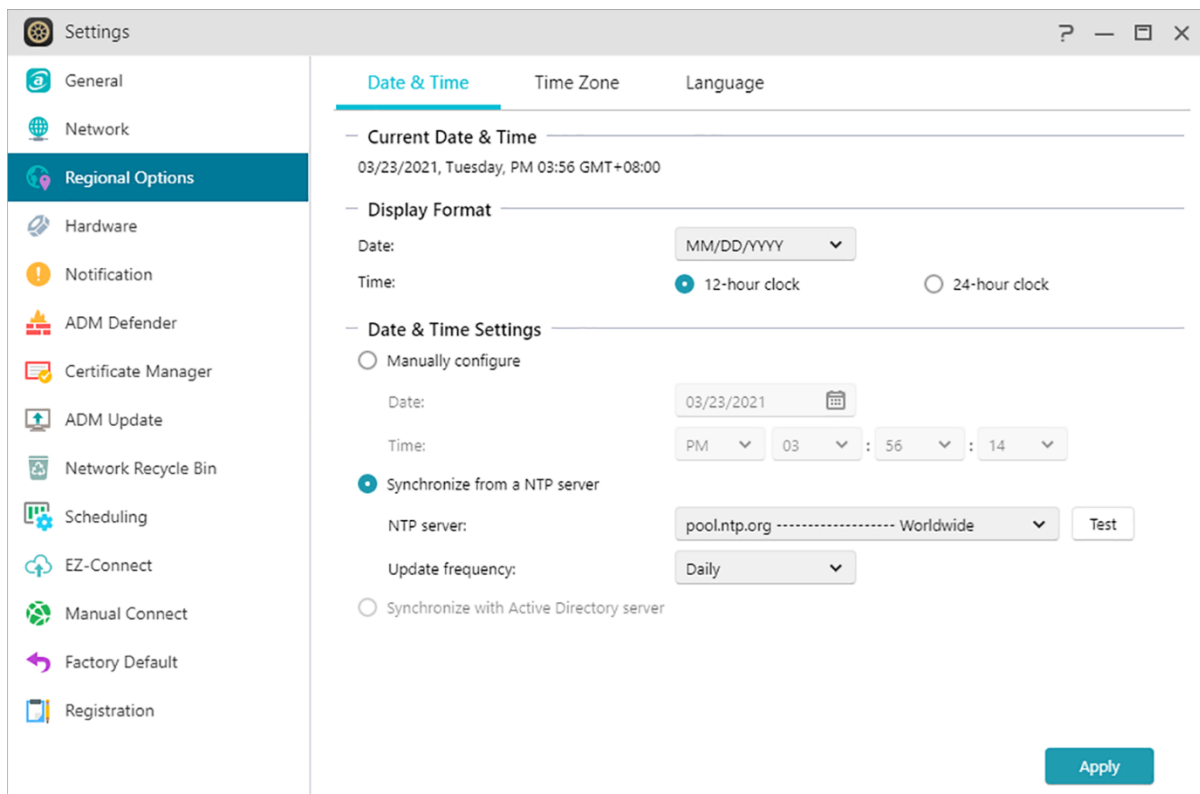 Settings
General
Network
Regional Options
Hardware
Notification
ADM Defender
Certificate Manager
ADM Update
Network Recycle Bin
Scheduling
EZ-Connect
Manual Connect
Factory Default
Registration
Date & Time Time Zone Language
Current Date & Time
03/23/2021, Tuesday, PM 03:56 GMT+08:00
Display Format
Date: MM/DD/YYYY
Time: 12-hour clock 24-hour clock
Date & Time Settings
Manually configure
Date: 03/23/2021
Time: PM 03 : 56 : 14
Synchronize from a NTP server
NTP server: pool.ntp.org ------------------- Worldwide Test
Update frequency: Daily
Synchronize with Active Directory server
Apply